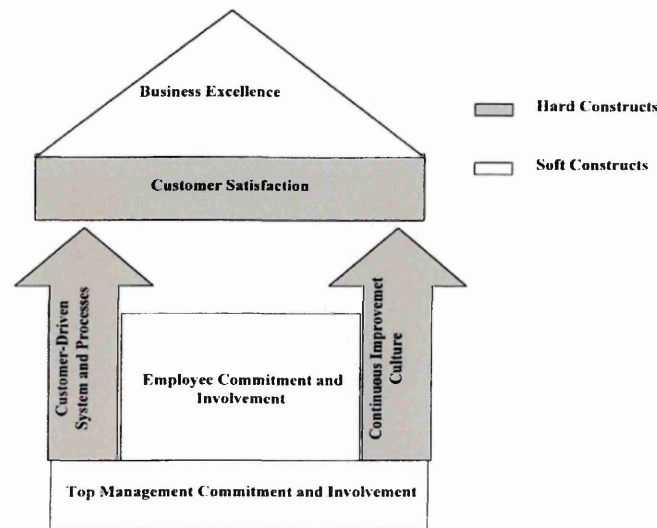 Business Excellence
Hard Constructs
Soft Constructs
Customer Satisfaction
Customer-Driven
System and Processes
Employee Commitment and
Involvement
Continuous Improvemet
Culture
Top Management Commitment and Involvement